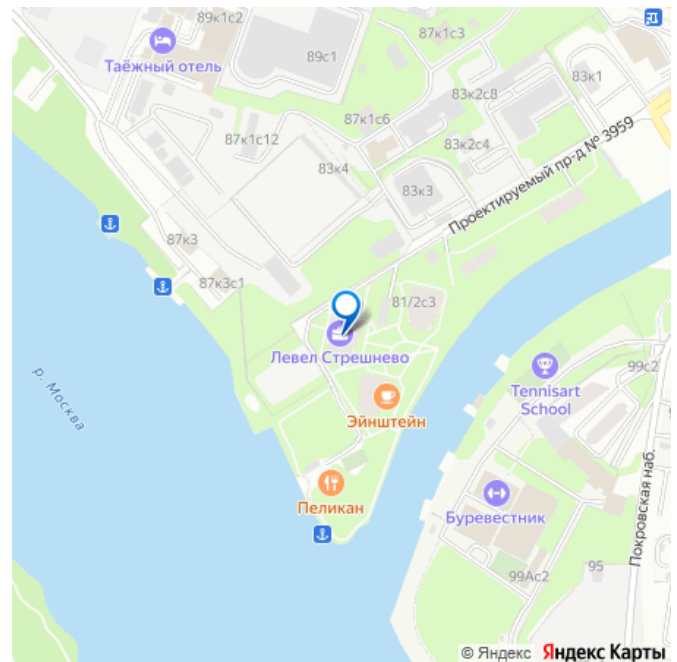 89к1с2
87к1с3
Таёжный отель
89с1
83к1
83к2с8
87к1с6
87к1с12
83к2с4
83к4
83к3
Проектируемый пр-д № 3959
87к3
87к3с1
81/2с3
Левел Стрешнево
р. Москва
99с2
Tennisart
School
Эйнштейн
Пеликан
Буревестник
Покровская наб.
95
99Ас2
© Яндекс Яндекс Карты